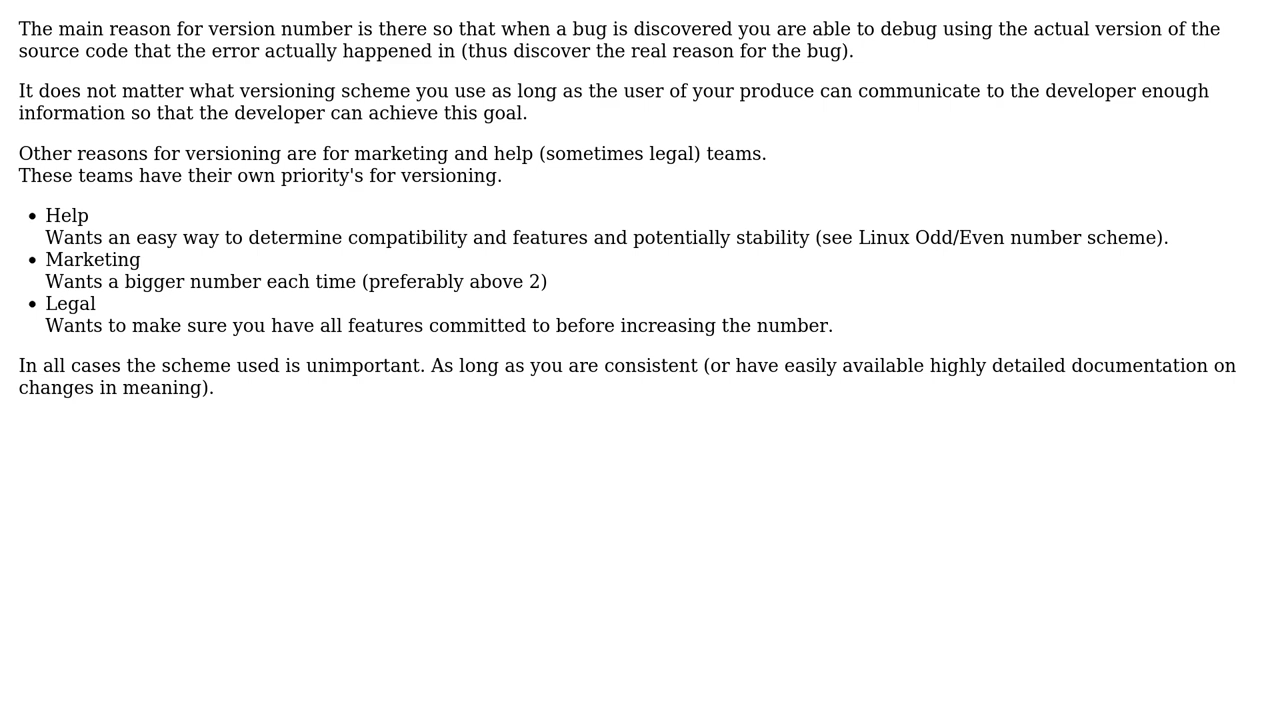 The main reason for version number is there so that when a bug is discovered you are able to debug using the actual version of the
source code that the error actually happened in (thus discover the real reason for the bug).
It does not matter what versioning scheme you use as long as the user of your produce can communicate to the developer enough
information so that the developer can achieve this goal.
Other reasons for versioning are for marketing and help (sometimes legal) teams.
These teams have their own priority's for versioning.
• Help
Wants an easy way to determine compatibility and features and potentially stability (see Linux Odd/Even number scheme).
• Marketing
Wants a bigger number each time (preferably above 2)
• Legal
Wants to make sure you have all features committed to before increasing the number.
In all cases the scheme used is unimportant. As long as you are consistent (or have easily available highly detailed documentation on
changes in meaning).